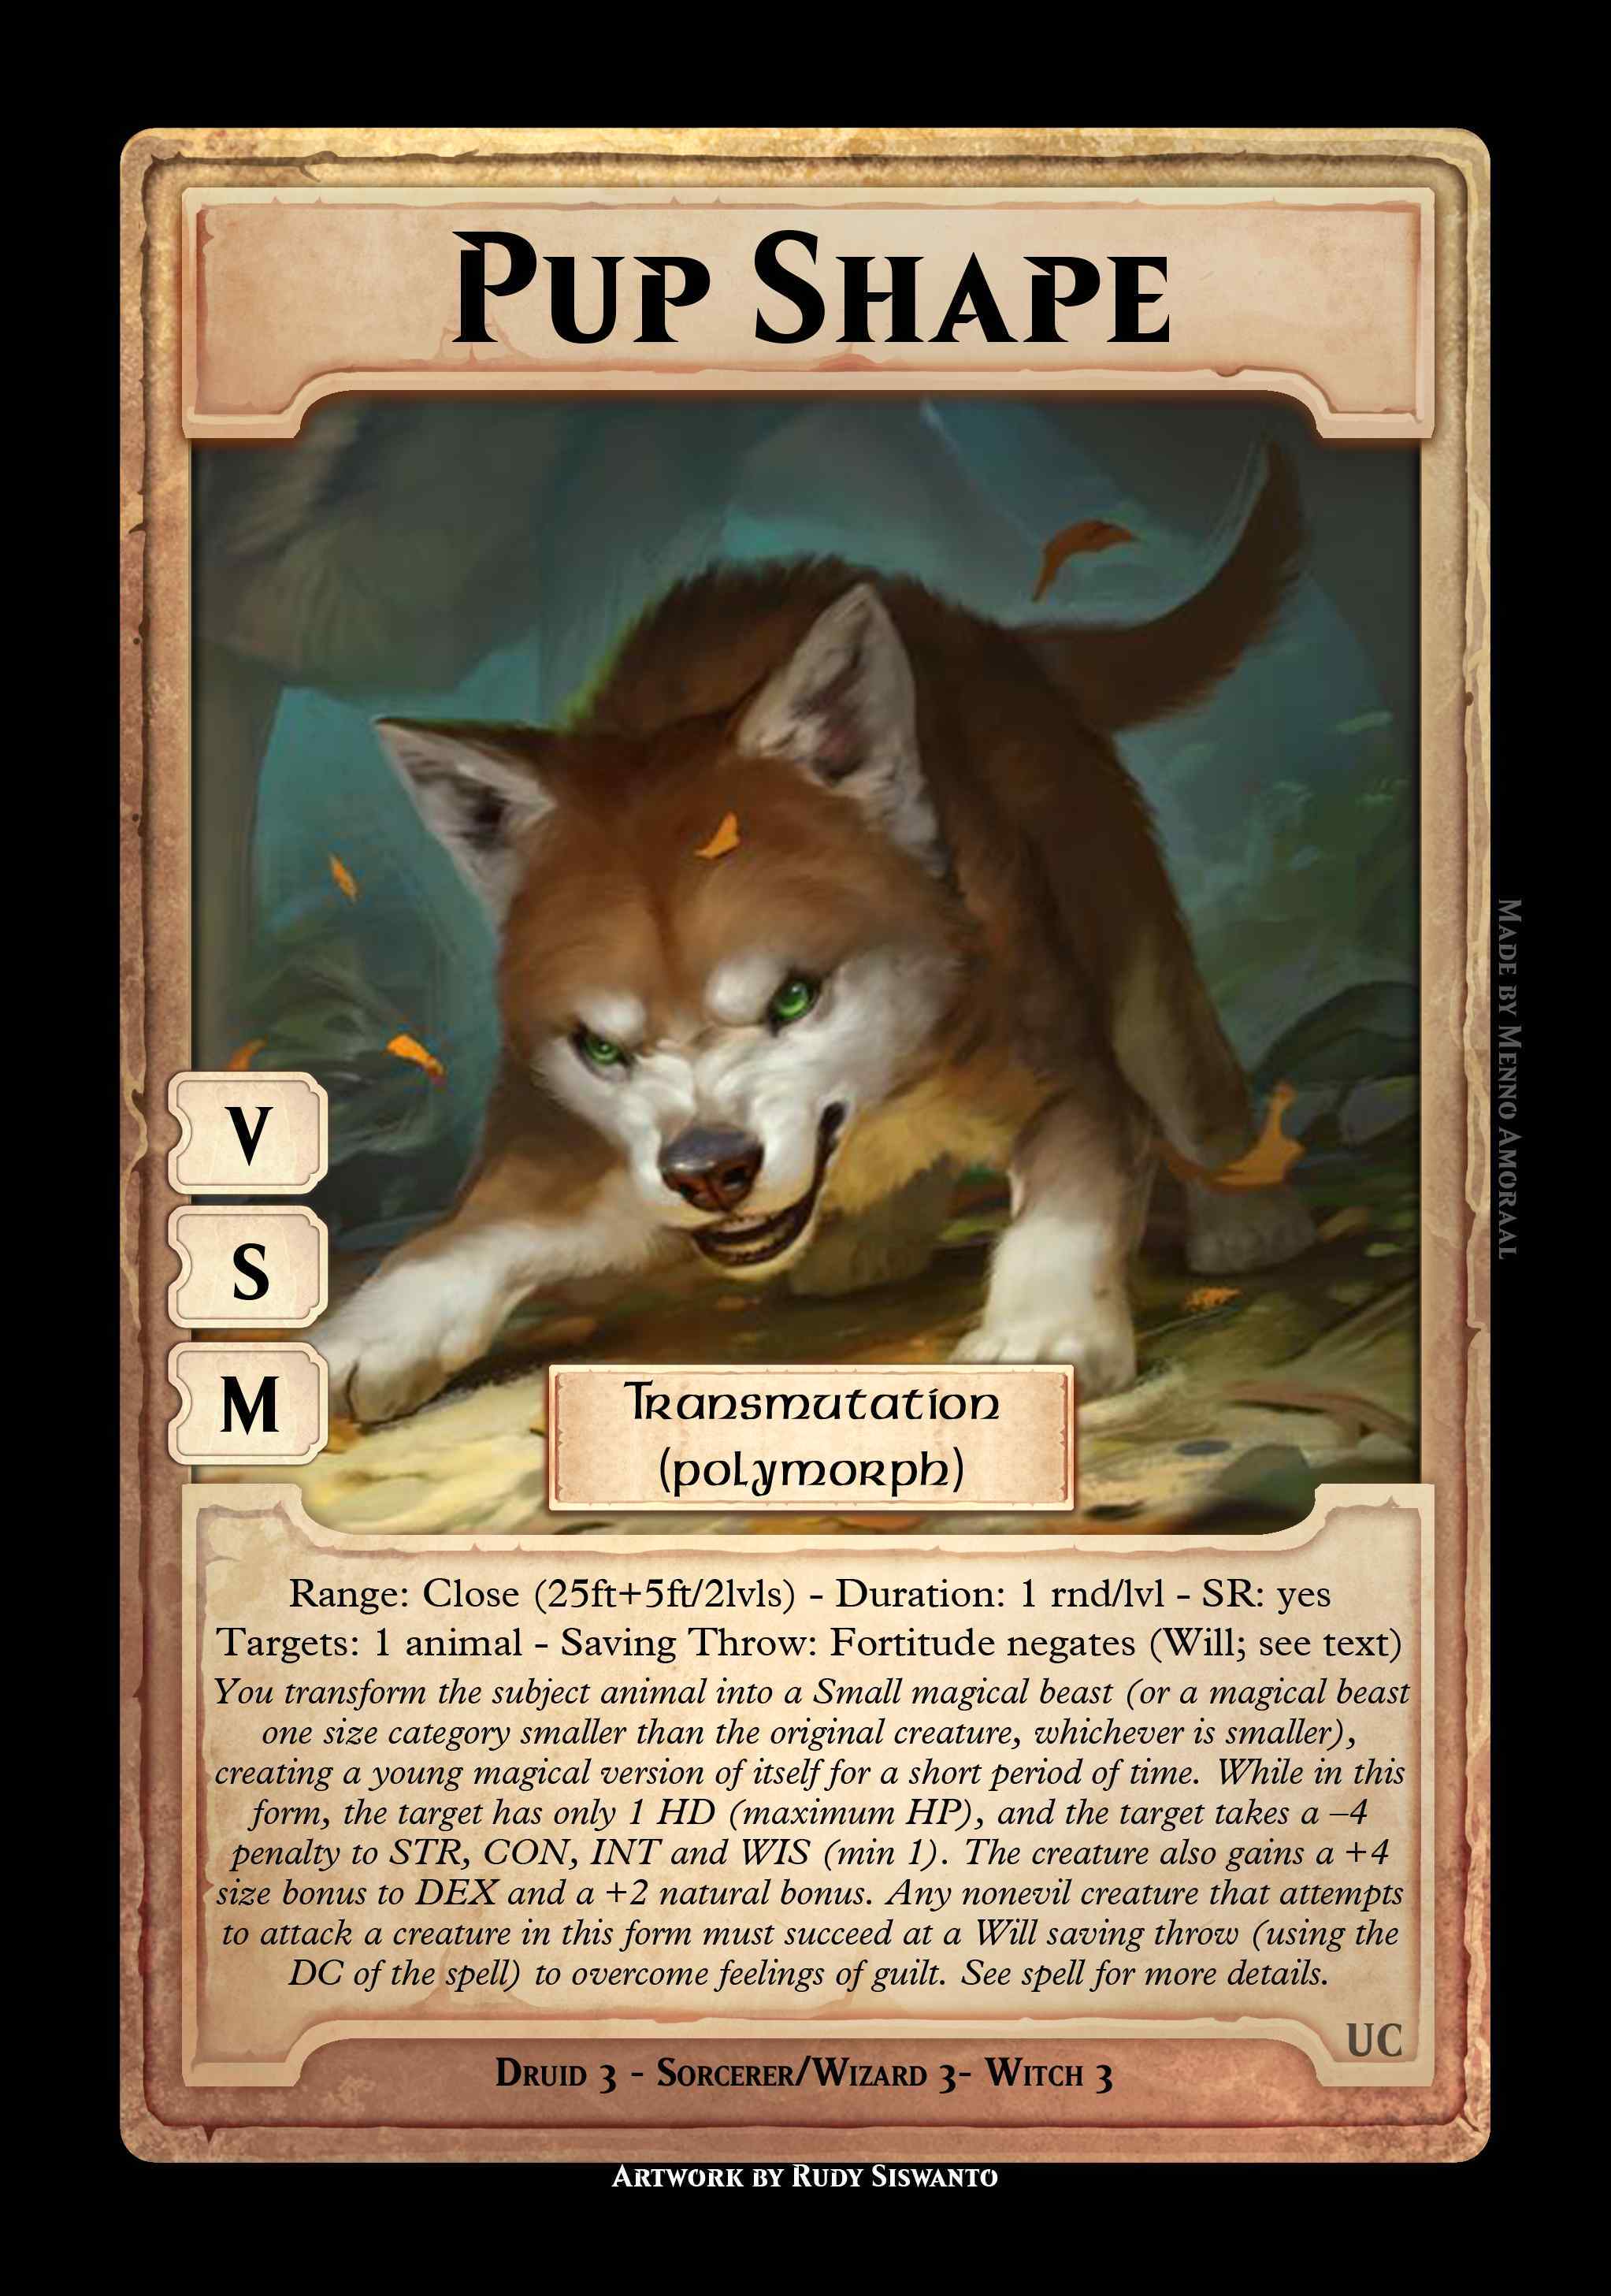 Pup Shape
V
S
M
Transmutation
(polymorph)
Range: Close (25ft+5ft/2lvls) - Duration: 1 rnd/lvl - SR: yes
Targets: 1 animal - Saving Throw: Fortitude negates (Will; see text)
You transform the subject animal into a Small magical beast (or a magical beast
one size category smaller than the original creature, whichever is smaller),
creating a young magical version of itself for a short period of time. While in this
form, the target has only 1 HD (maximum HP), and the target takes a –4
penalty to STR, CON, INT and WIS (min 1). The creature also gains a +4
size bonus to DEX and a +2 natural bonus. Any nonevil creature that attempts
to attack a creature in this form must succeed at a Will saving throw (using the
DC of the spell) to overcome feelings of guilt. See spell for more details.
UC
Druid 3 - Sorcerer/Wizard 3- Witch 3
Artwork by Rudy Siswanto
Made by Menno Amoraal